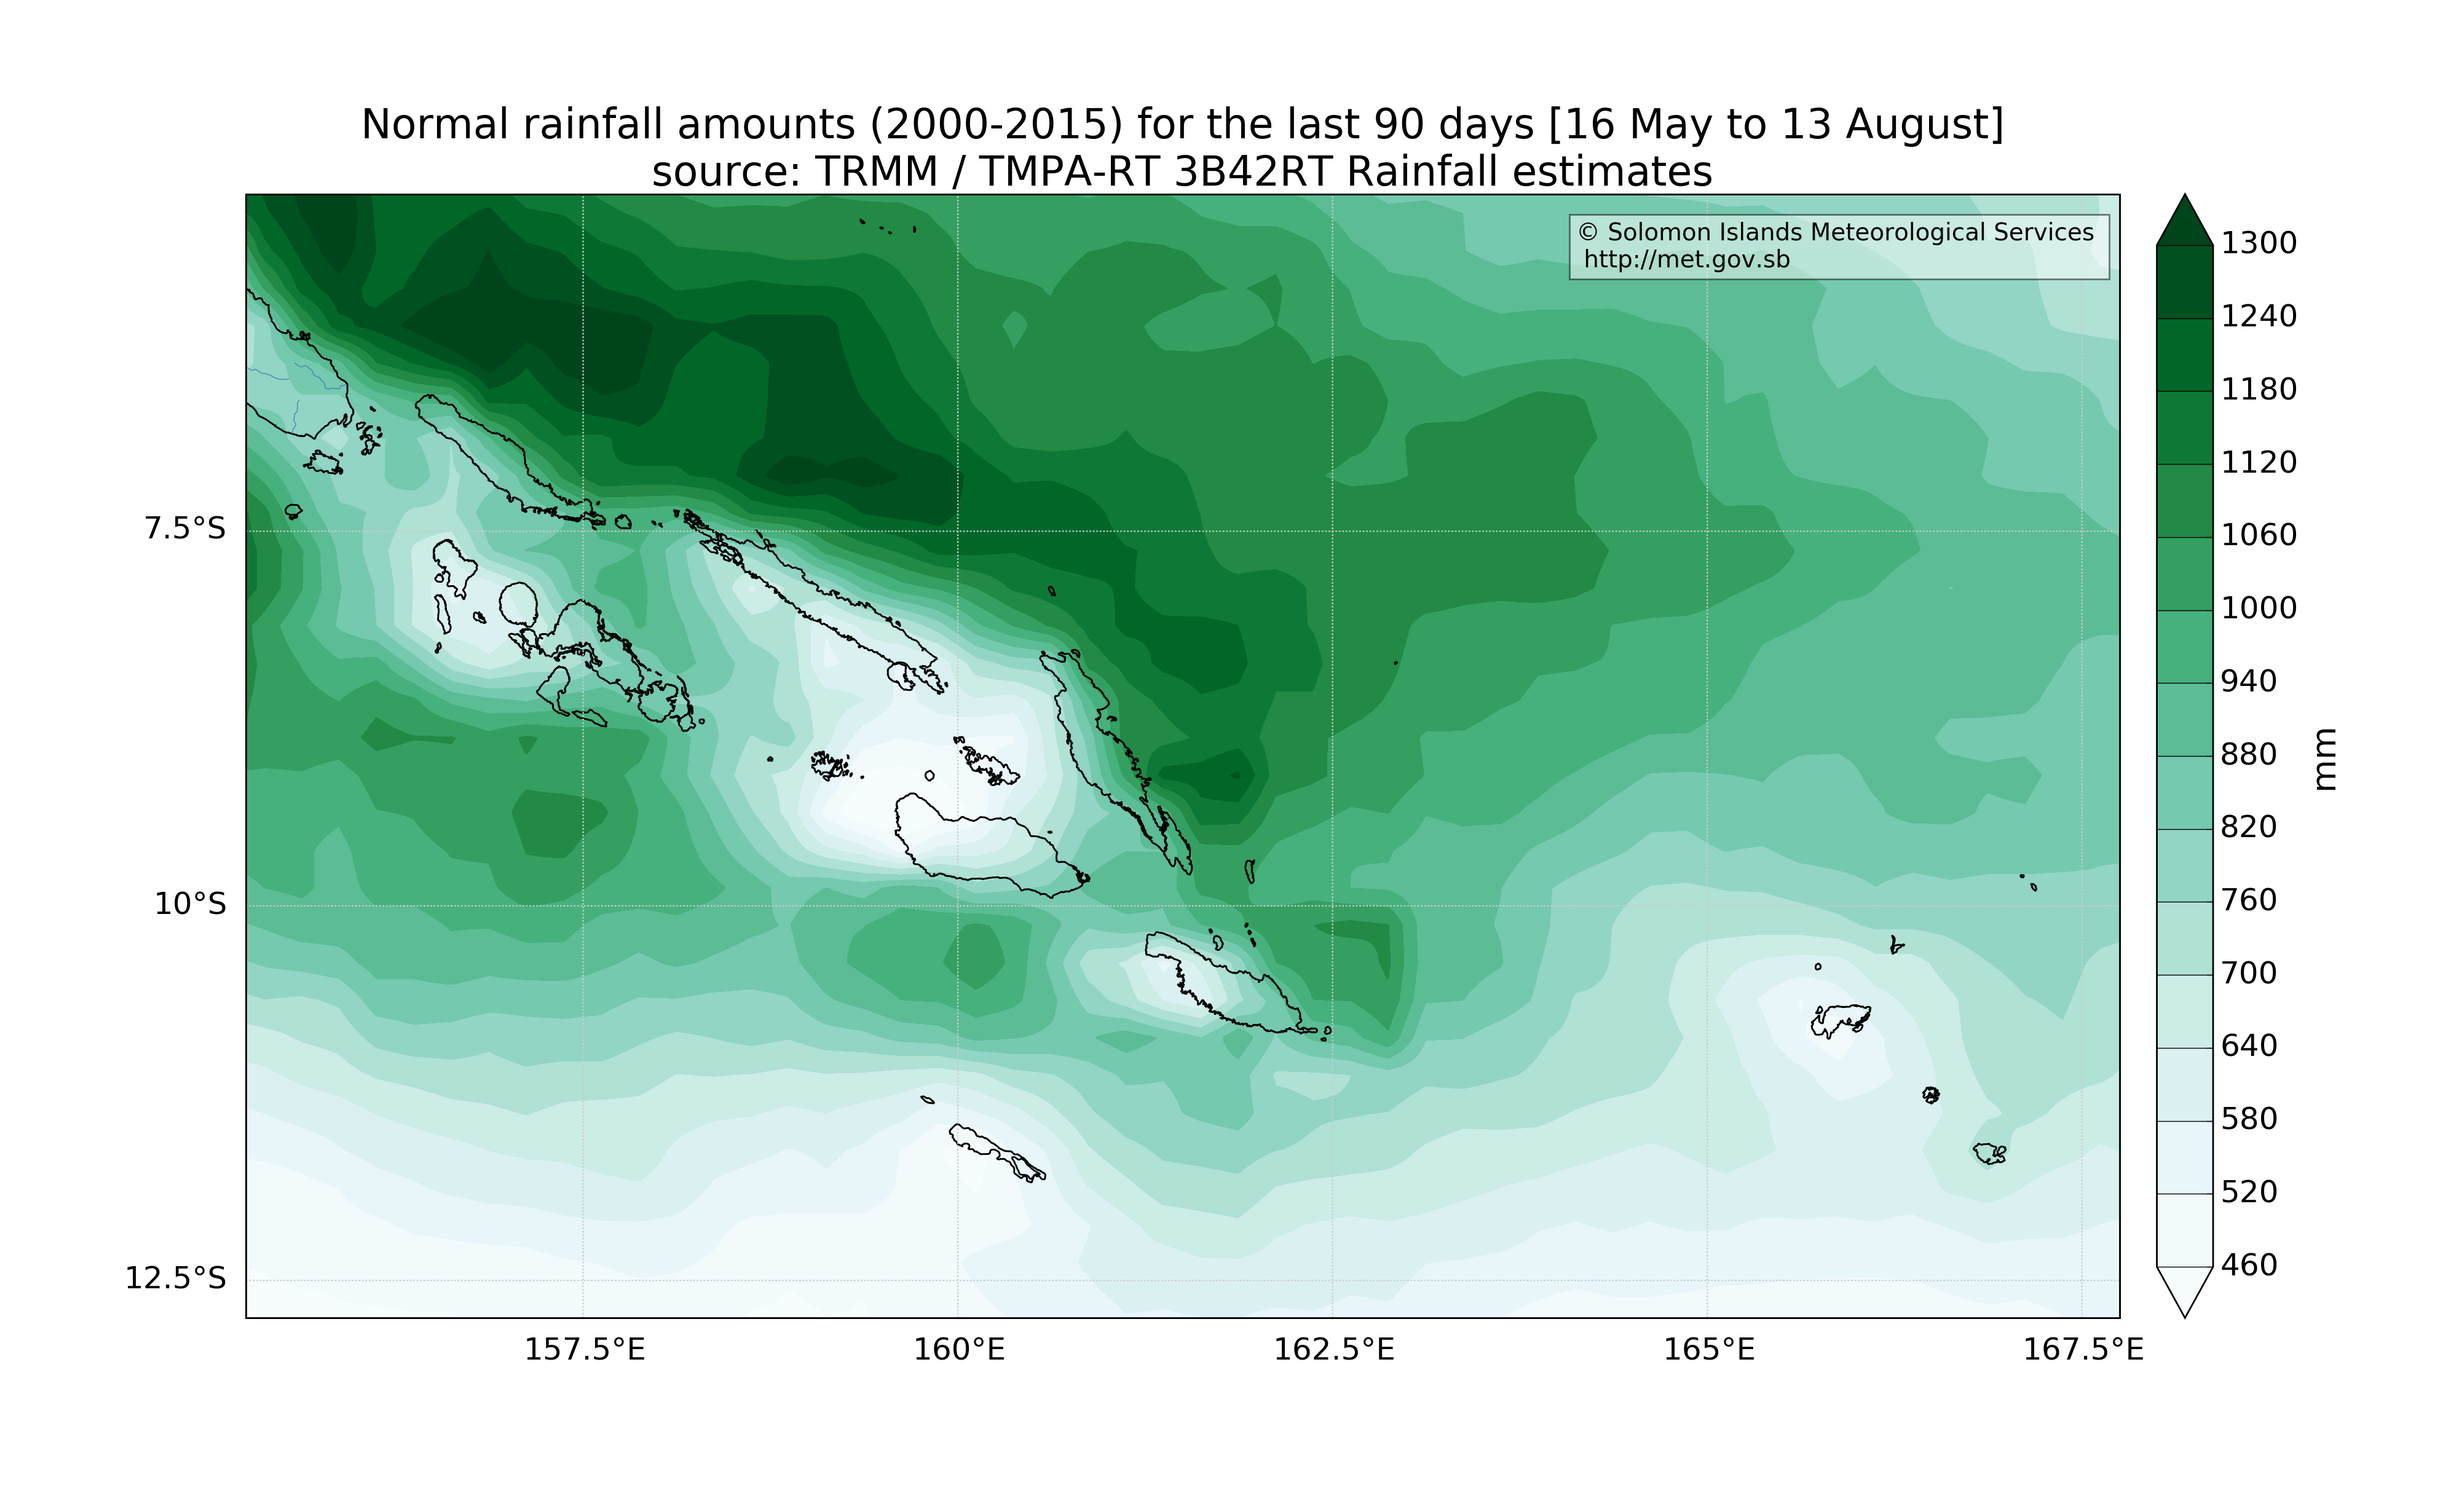 Normal rainfall amounts (2000-2015) for the last 90 days [16 May to 13 August]
source: TRMM / TMPA-RT 3B42RT Rainfall estimates
© Solomon Islands Meteorological Services
http://met.gov.sb
7.5°S
10°S
12.5°S
157.5°E
160°E
162.5°E
165°E
167.5°E
1300
1240
1180
1120
1060
1000
940
880
820
760
700
640
580
520
460
mm